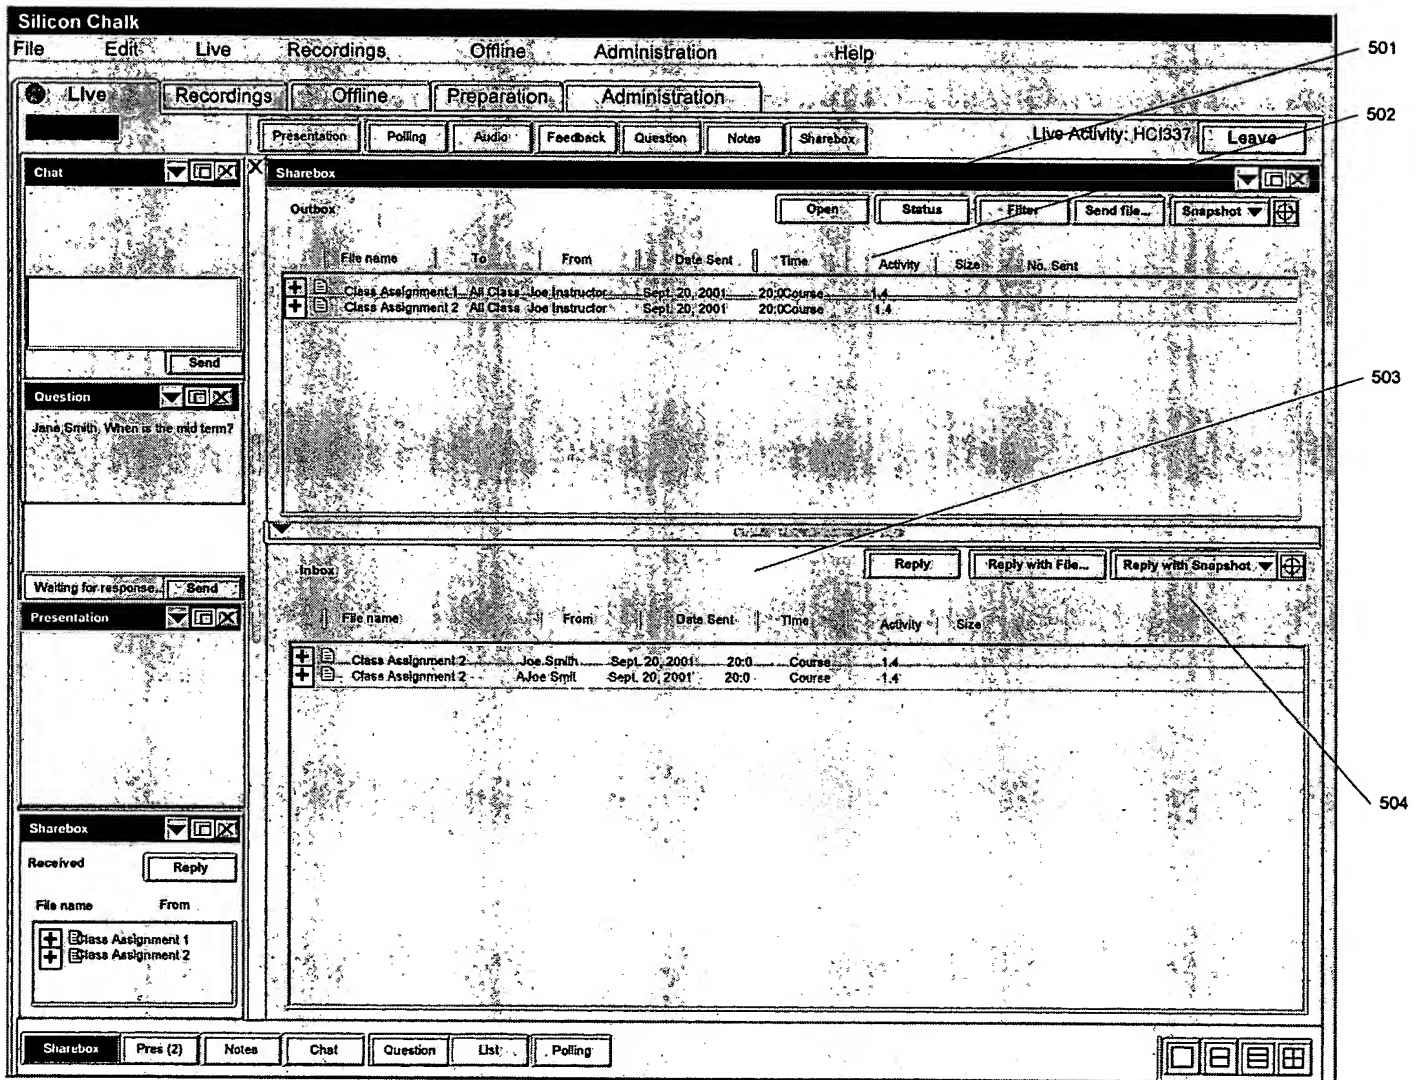 Silicon Chalk
File Edit Live Recordings Offline Administration Help
501
Live Recordings Offline Preparation Administration
502
Presentation Polling Audio Feedback Question Notes Sharebox Live Activity: HCI337 Leave
Chat
Sharebox
Outbox Open Status Filter Send file... Snapshot
File name To From Date Sent Time Activity Size No. Sent
Class Assignment 1 All Class Joe Instructor Sept. 20, 2001 20:0Course 1.4
Class Assignment 2 All Class Joe Instructor Sept. 20, 2001 20:0Course 1.4
Send
503
Question
Jane Smith, When is the mid term?
Inbox Reply Reply with File... Reply with Snapshot
Waiting for response... Send
Presentation
File name From Date Sent Time Activity Size
Class Assignment 2 Joe Smith Sept. 20, 2001 20:0 Course 1.4
Class Assignment 2 AJoe Smit Sept. 20, 2001 20:0 Course 1.4
504
Sharebox
Received Reply
File name From
Class Assignment 1
Class Assignment 2
Sharebox Pres (2) Notes Chat Question List Polling